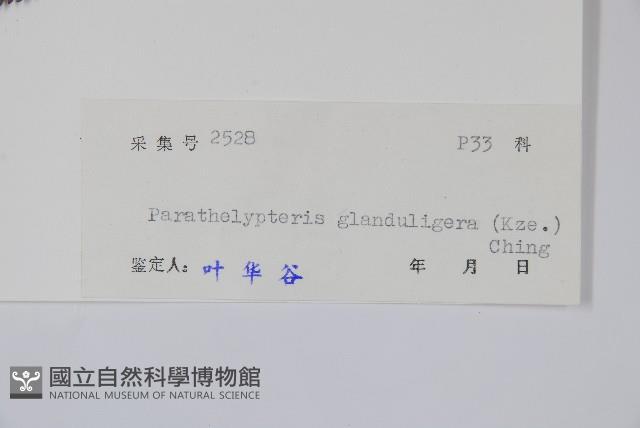 采集号 2528 P33 科
Parathelypteris glanduligera (Kze.)
Ching
鉴定人: 叶华谷 年 月 日
國立自然科學博物館
NATIONAL MUSEUM OF NATURAL SCIENCE